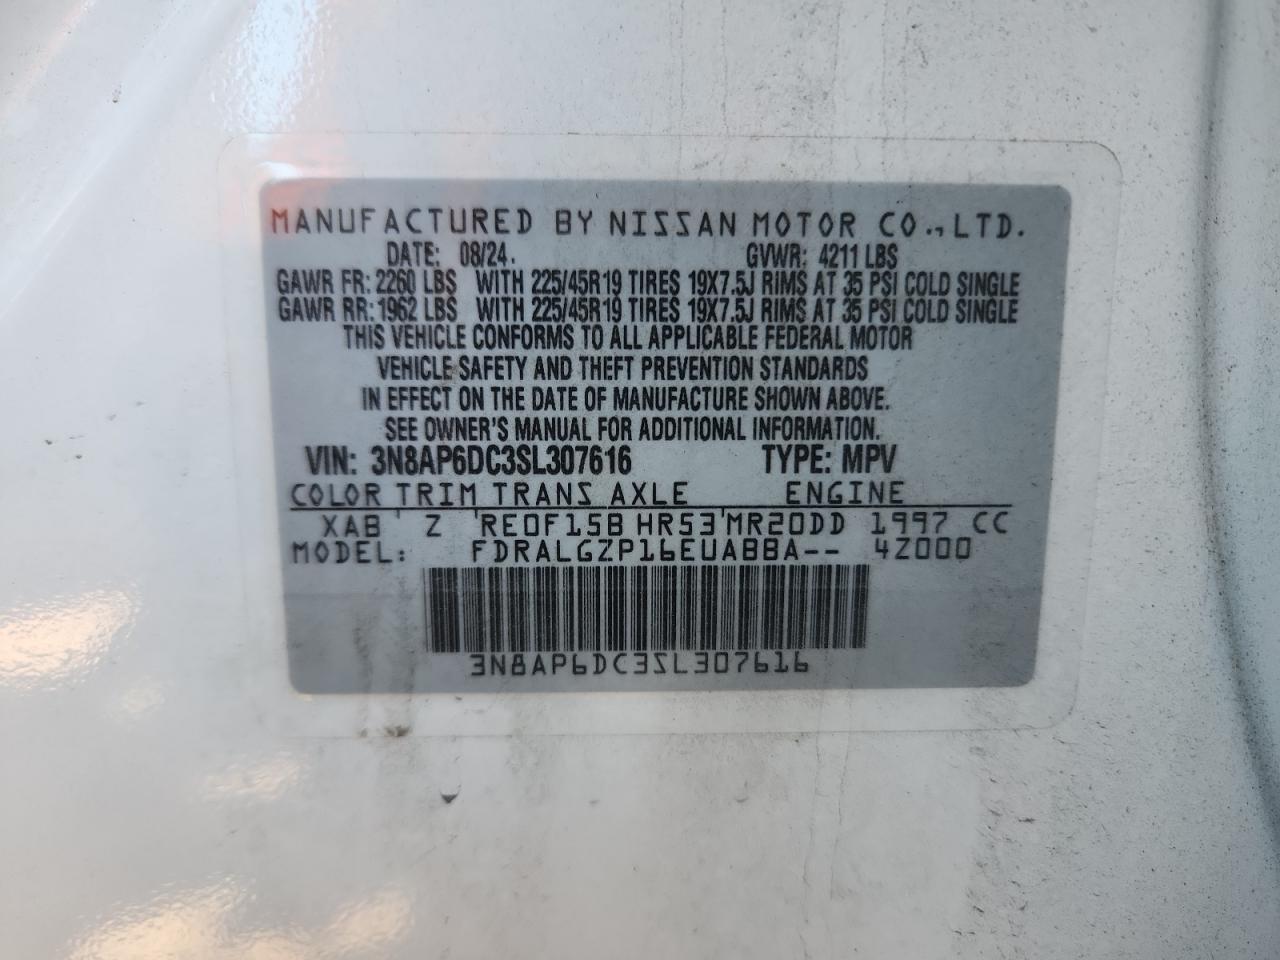 MANUFACTURED BY NISSAN MOTOR CO., LTD.
DATE: 08/24. GVWR: 4211 LBS
GAWR FR: 2260 LBS WITH 225/45R19 TIRES 19X7.5J RIMS AT 35 PSI COLD SINGLE
GAWR RR: 1962 LBS WITH 225/45R19 TIRES 19X7.5J RIMS AT 35 PSI COLD SINGLE
THIS VEHICLE CONFORMS TO ALL APPLICABLE FEDERAL MOTOR
VEHICLE SAFETY AND THEFT PREVENTION STANDARDS
IN EFFECT ON THE DATE OF MANUFACTURE SHOWN ABOVE.
SEE OWNER'S MANUAL FOR ADDITIONAL INFORMATION.
VIN: 3N8AP6DC3SL307616 TYPE: MPV
COLOR TRIM TRANS AXLE ENGINE
XAB Z RE0F15B HR53 MR20DD 1997 CC
MODEL: FDRALGZP16EUABBA-- 4Z000
3N8AP6DC3SL307616